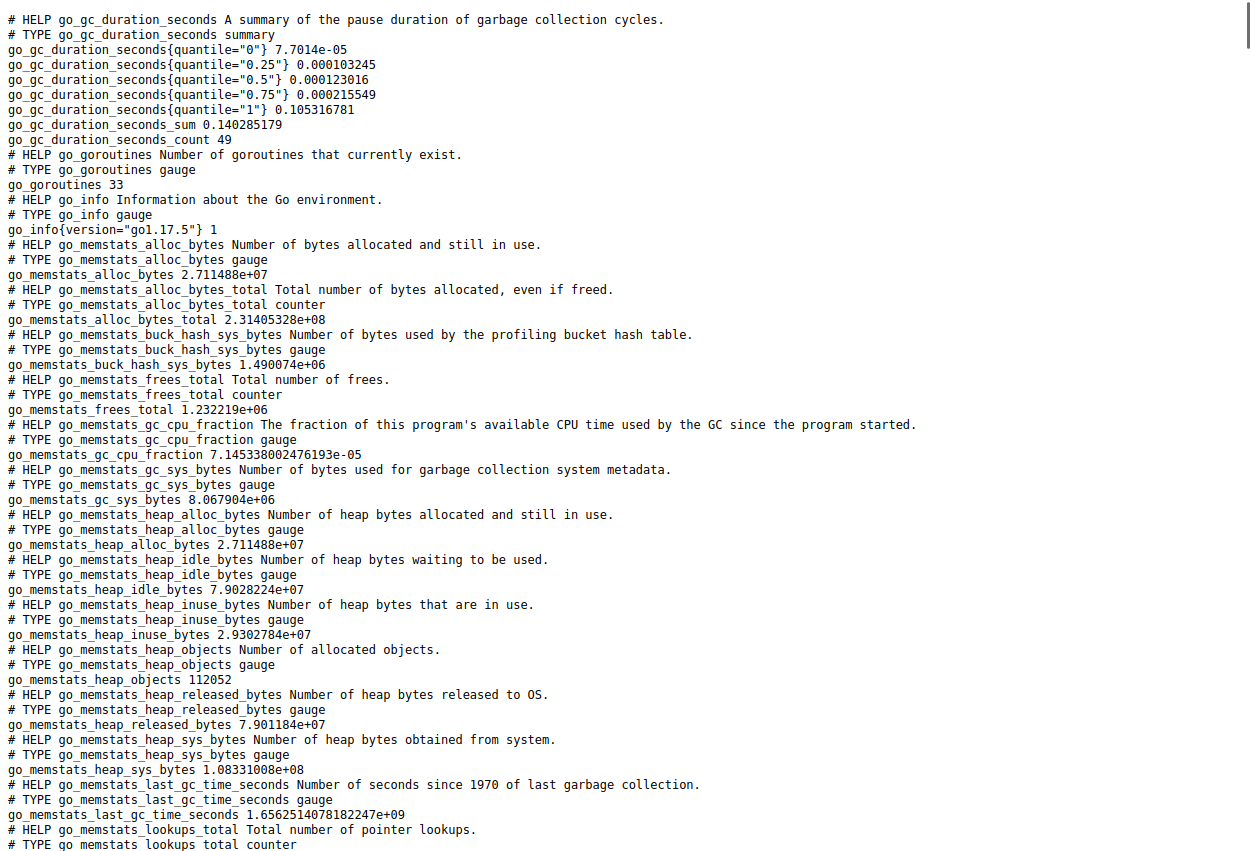 # HELP go_gc_duration_seconds A summary of the pause duration of garbage collection cycles.
# TYPE go_gc_duration_seconds summary
go_gc_duration_seconds{quantile="0"} 7.7014e-05
go_gc_duration_seconds{quantile="0.25"} 0.000103245
go_gc_duration_seconds{quantile="0.5"} 0.000123016
go_gc_duration_seconds{quantile="0.75"} 0.000215549
go_gc_duration_seconds{quantile="1"} 0.105316781
go_gc_duration_seconds_sum 0.140285179
go_gc_duration_seconds_count 49
# HELP go_goroutines Number of goroutines that currently exist.
# TYPE go_goroutines gauge
go_goroutines 33
# HELP go_info Information about the Go environment.
# TYPE go_info gauge
go_info{version="go1.17.5"} 1
# HELP go_memstats_alloc_bytes Number of bytes allocated and still in use.
# TYPE go_memstats_alloc_bytes gauge
go_memstats_alloc_bytes 2.711488e+07
# HELP go_memstats_alloc_bytes_total Total number of bytes allocated, even if freed.
# TYPE go_memstats_alloc_bytes_total counter
go_memstats_alloc_bytes_total 2.31405328e+08
# HELP go_memstats_buck_hash_sys_bytes Number of bytes used by the profiling bucket hash table.
# TYPE go_memstats_buck_hash_sys_bytes gauge
go_memstats_buck_hash_sys_bytes 1.490074e+06
# HELP go_memstats_frees_total Total number of frees.
# TYPE go_memstats_frees_total counter
go_memstats_frees_total 1.232219e+06
# HELP go_memstats_gc_cpu_fraction The fraction of this program's available CPU time used by the GC since the program started.
# TYPE go_memstats_gc_cpu_fraction gauge
go_memstats_gc_cpu_fraction 7.145338002476193e-05
# HELP go_memstats_gc_sys_bytes Number of bytes used for garbage collection system metadata.
# TYPE go_memstats_gc_sys_bytes gauge
go_memstats_gc_sys_bytes 8.067904e+06
# HELP go_memstats_heap_alloc_bytes Number of heap bytes allocated and still in use.
# TYPE go_memstats_heap_alloc_bytes gauge
go_memstats_heap_alloc_bytes 2.711488e+07
# HELP go_memstats_heap_idle_bytes Number of heap bytes waiting to be used.
# TYPE go_memstats_heap_idle_bytes gauge
go_memstats_heap_idle_bytes 7.9028224e+07
# HELP go_memstats_heap_inuse_bytes Number of heap bytes that are in use.
# TYPE go_memstats_heap_inuse_bytes gauge
go_memstats_heap_inuse_bytes 2.9302784e+07
# HELP go_memstats_heap_objects Number of allocated objects.
# TYPE go_memstats_heap_objects gauge
go_memstats_heap_objects 112052
# HELP go_memstats_heap_released_bytes Number of heap bytes released to OS.
# TYPE go_memstats_heap_released_bytes gauge
go_memstats_heap_released_bytes 7.901184e+07
# HELP go_memstats_heap_sys_bytes Number of heap bytes obtained from system.
# TYPE go_memstats_heap_sys_bytes gauge
go_memstats_heap_sys_bytes 1.08331008e+08
# HELP go_memstats_last_gc_time_seconds Number of seconds since 1970 of last garbage collection.
# TYPE go_memstats_last_gc_time_seconds gauge
go_memstats_last_gc_time_seconds 1.6562514078182247e+09
# HELP go_memstats_lookups_total Total number of pointer lookups.
# TYPE go_memstats_lookups_total counter